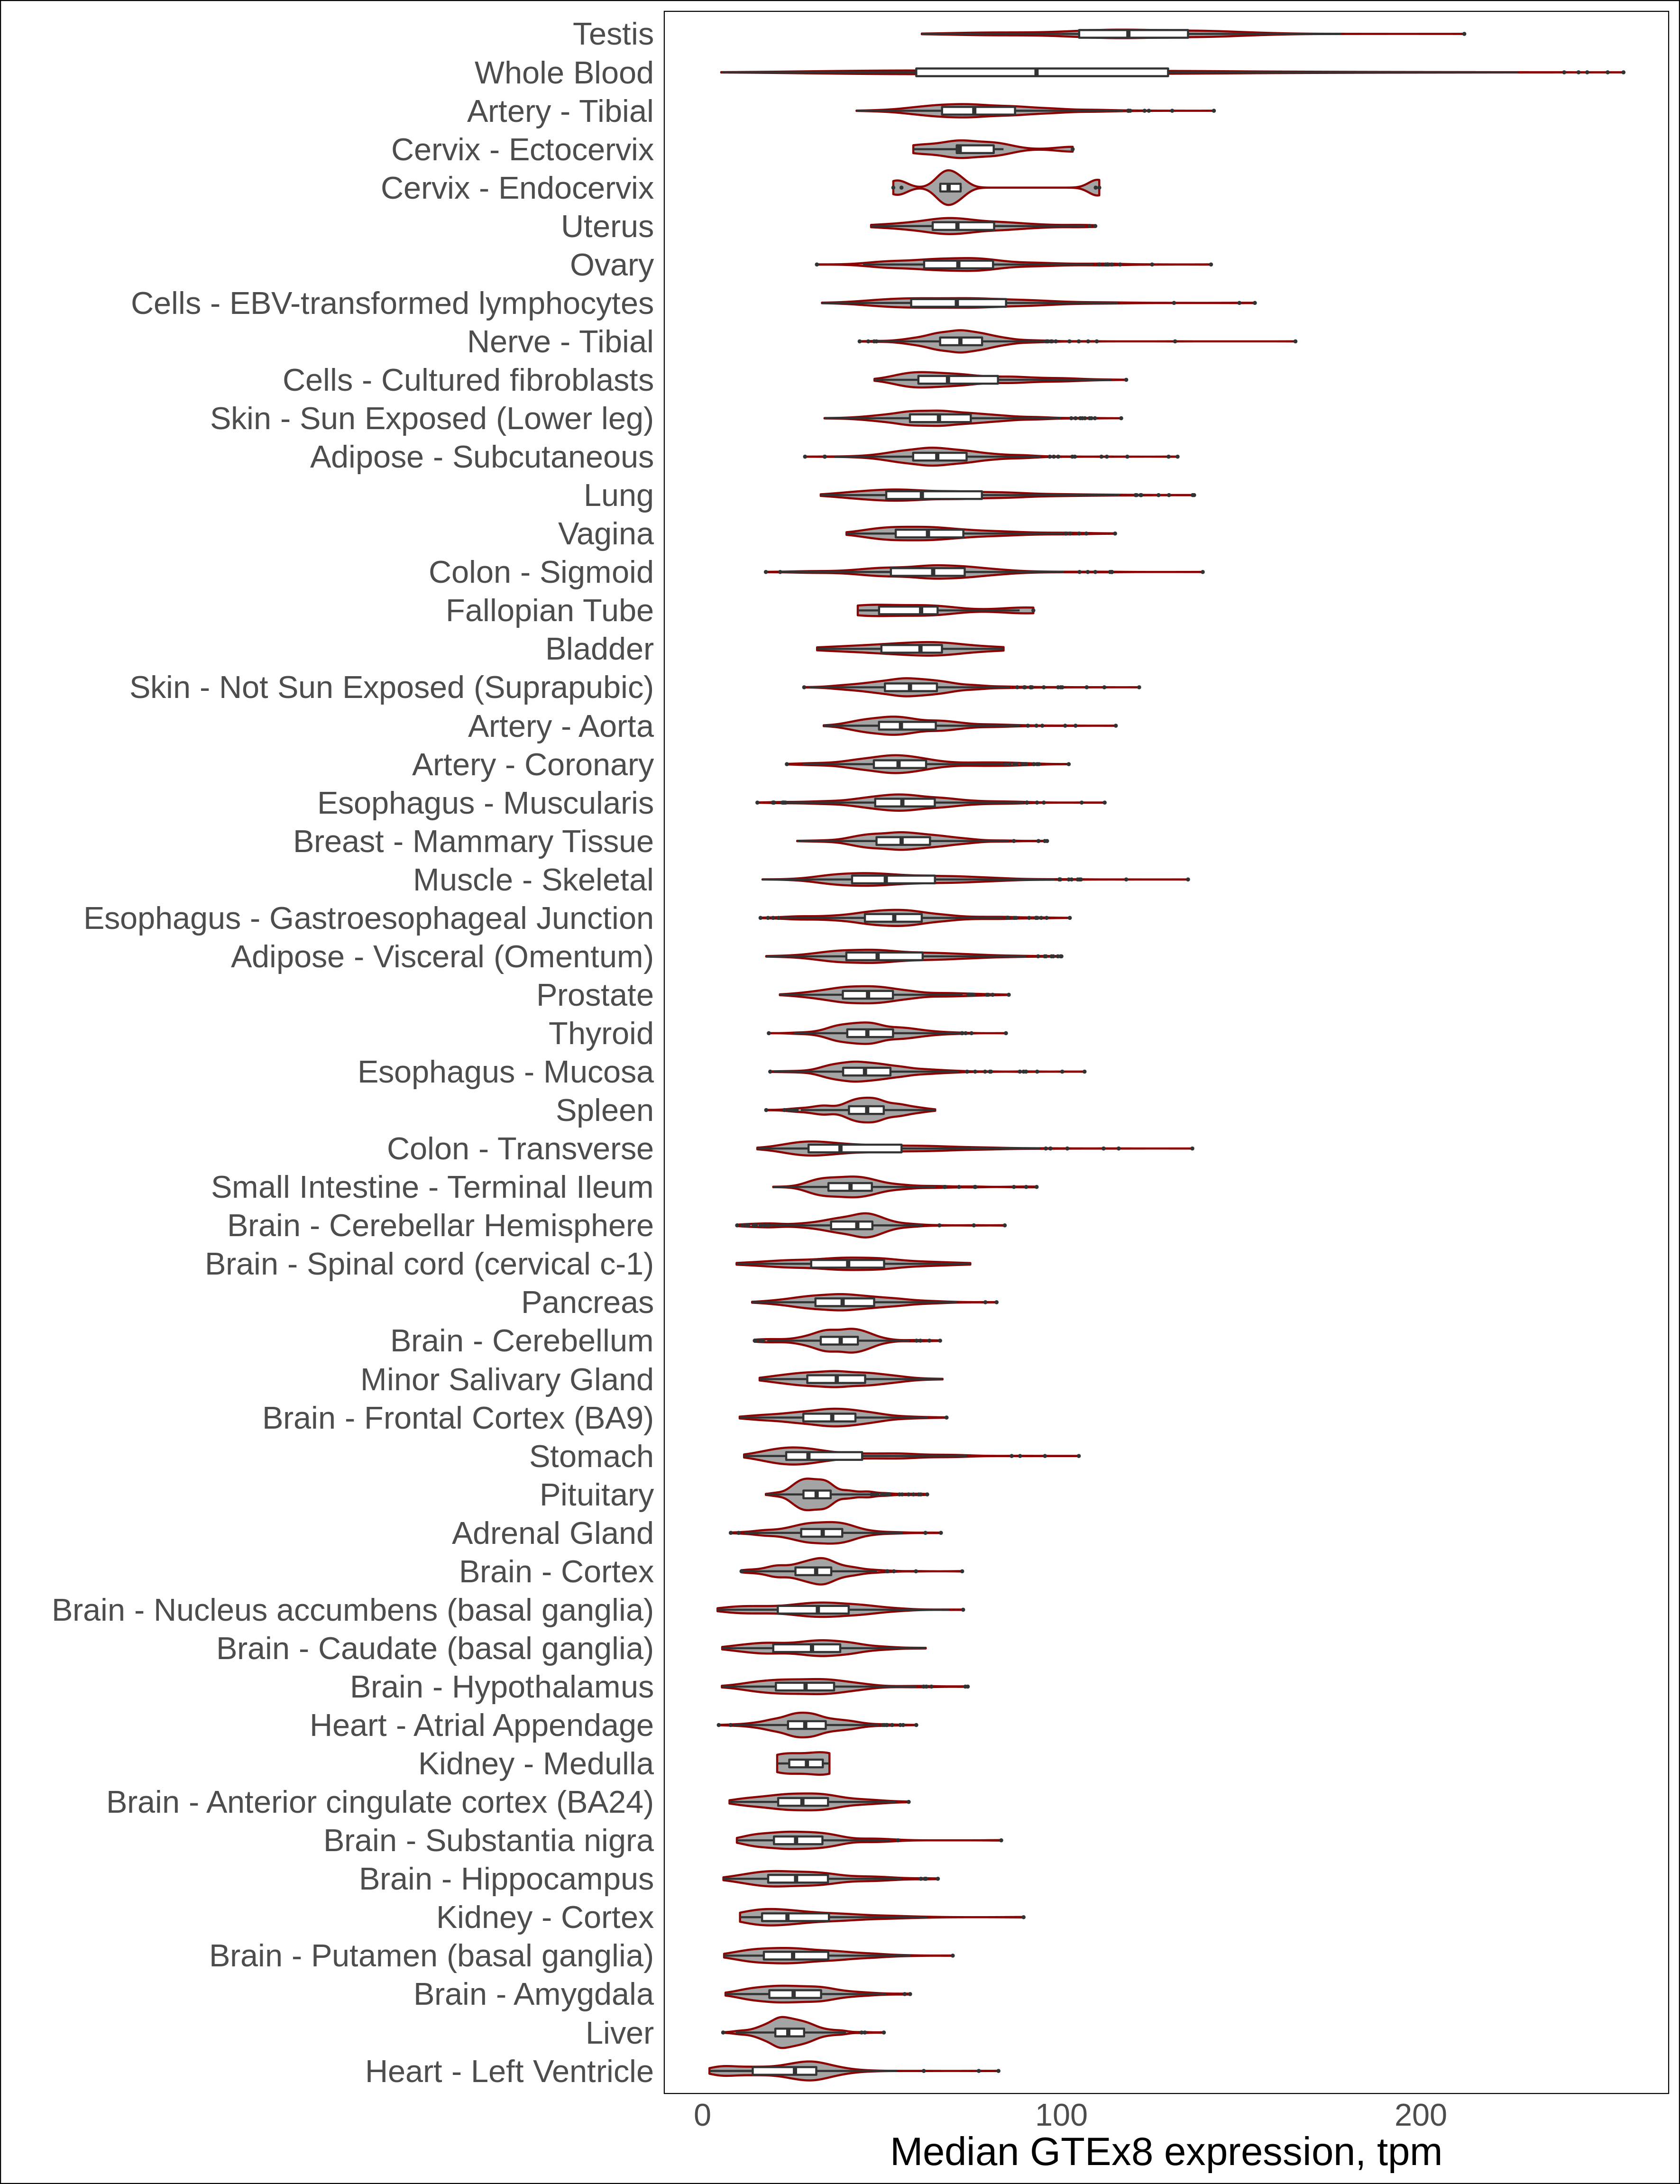 Testis
Whole Blood
Artery - Tibial
Cervix - Ectocervix
Cervix - Endocervix
Uterus
Ovary
Cells - EBV-transformed lymphocytes
Nerve - Tibial
Cells - Cultured fibroblasts
Skin - Sun Exposed (Lower leg)
Adipose - Subcutaneous
Lung
Vagina
Colon - Sigmoid
Fallopian Tube
Bladder
Skin - Not Sun Exposed (Suprapubic)
Artery - Aorta
Artery - Coronary
Esophagus - Muscularis
Breast - Mammary Tissue
Muscle - Skeletal
Esophagus - Gastroesophageal Junction
Adipose - Visceral (Omentum)
Prostate
Thyroid
Esophagus - Mucosa
Spleen
Colon - Transverse
Small Intestine - Terminal Ileum
Brain - Cerebellar Hemisphere
Brain - Spinal cord (cervical c-1)
Pancreas
Brain - Cerebellum
Minor Salivary Gland
Brain - Frontal Cortex (BA9)
Stomach
Pituitary
Adrenal Gland
Brain - Cortex
Brain - Nucleus accumbens (basal ganglia)
Brain - Caudate (basal ganglia)
Brain - Hypothalamus
Heart - Atrial Appendage
Kidney - Medulla
Brain - Anterior cingulate cortex (BA24)
Brain - Substantia nigra
Brain - Hippocampus
Kidney - Cortex
Brain - Putamen (basal ganglia)
Brain - Amygdala
Liver
Heart - Left Ventricle
0 100 200
Median GTEx8 expression, tpm